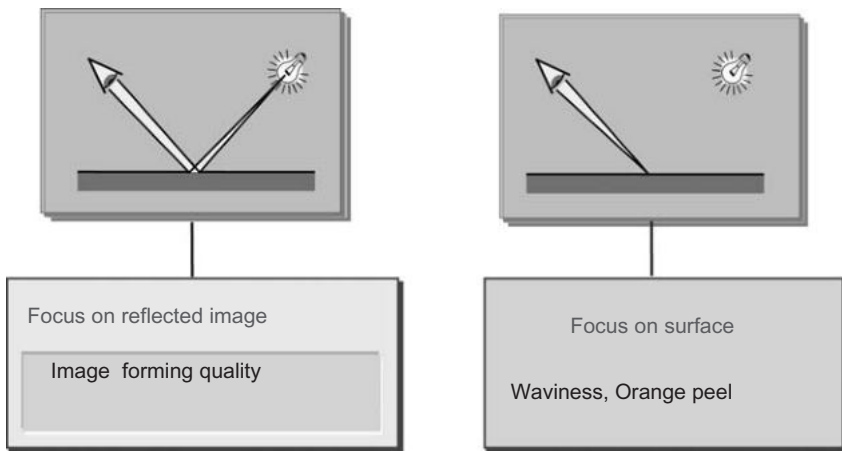 Focus on reflected image
Image forming quality
Focus on surface
Waviness, Orange peel